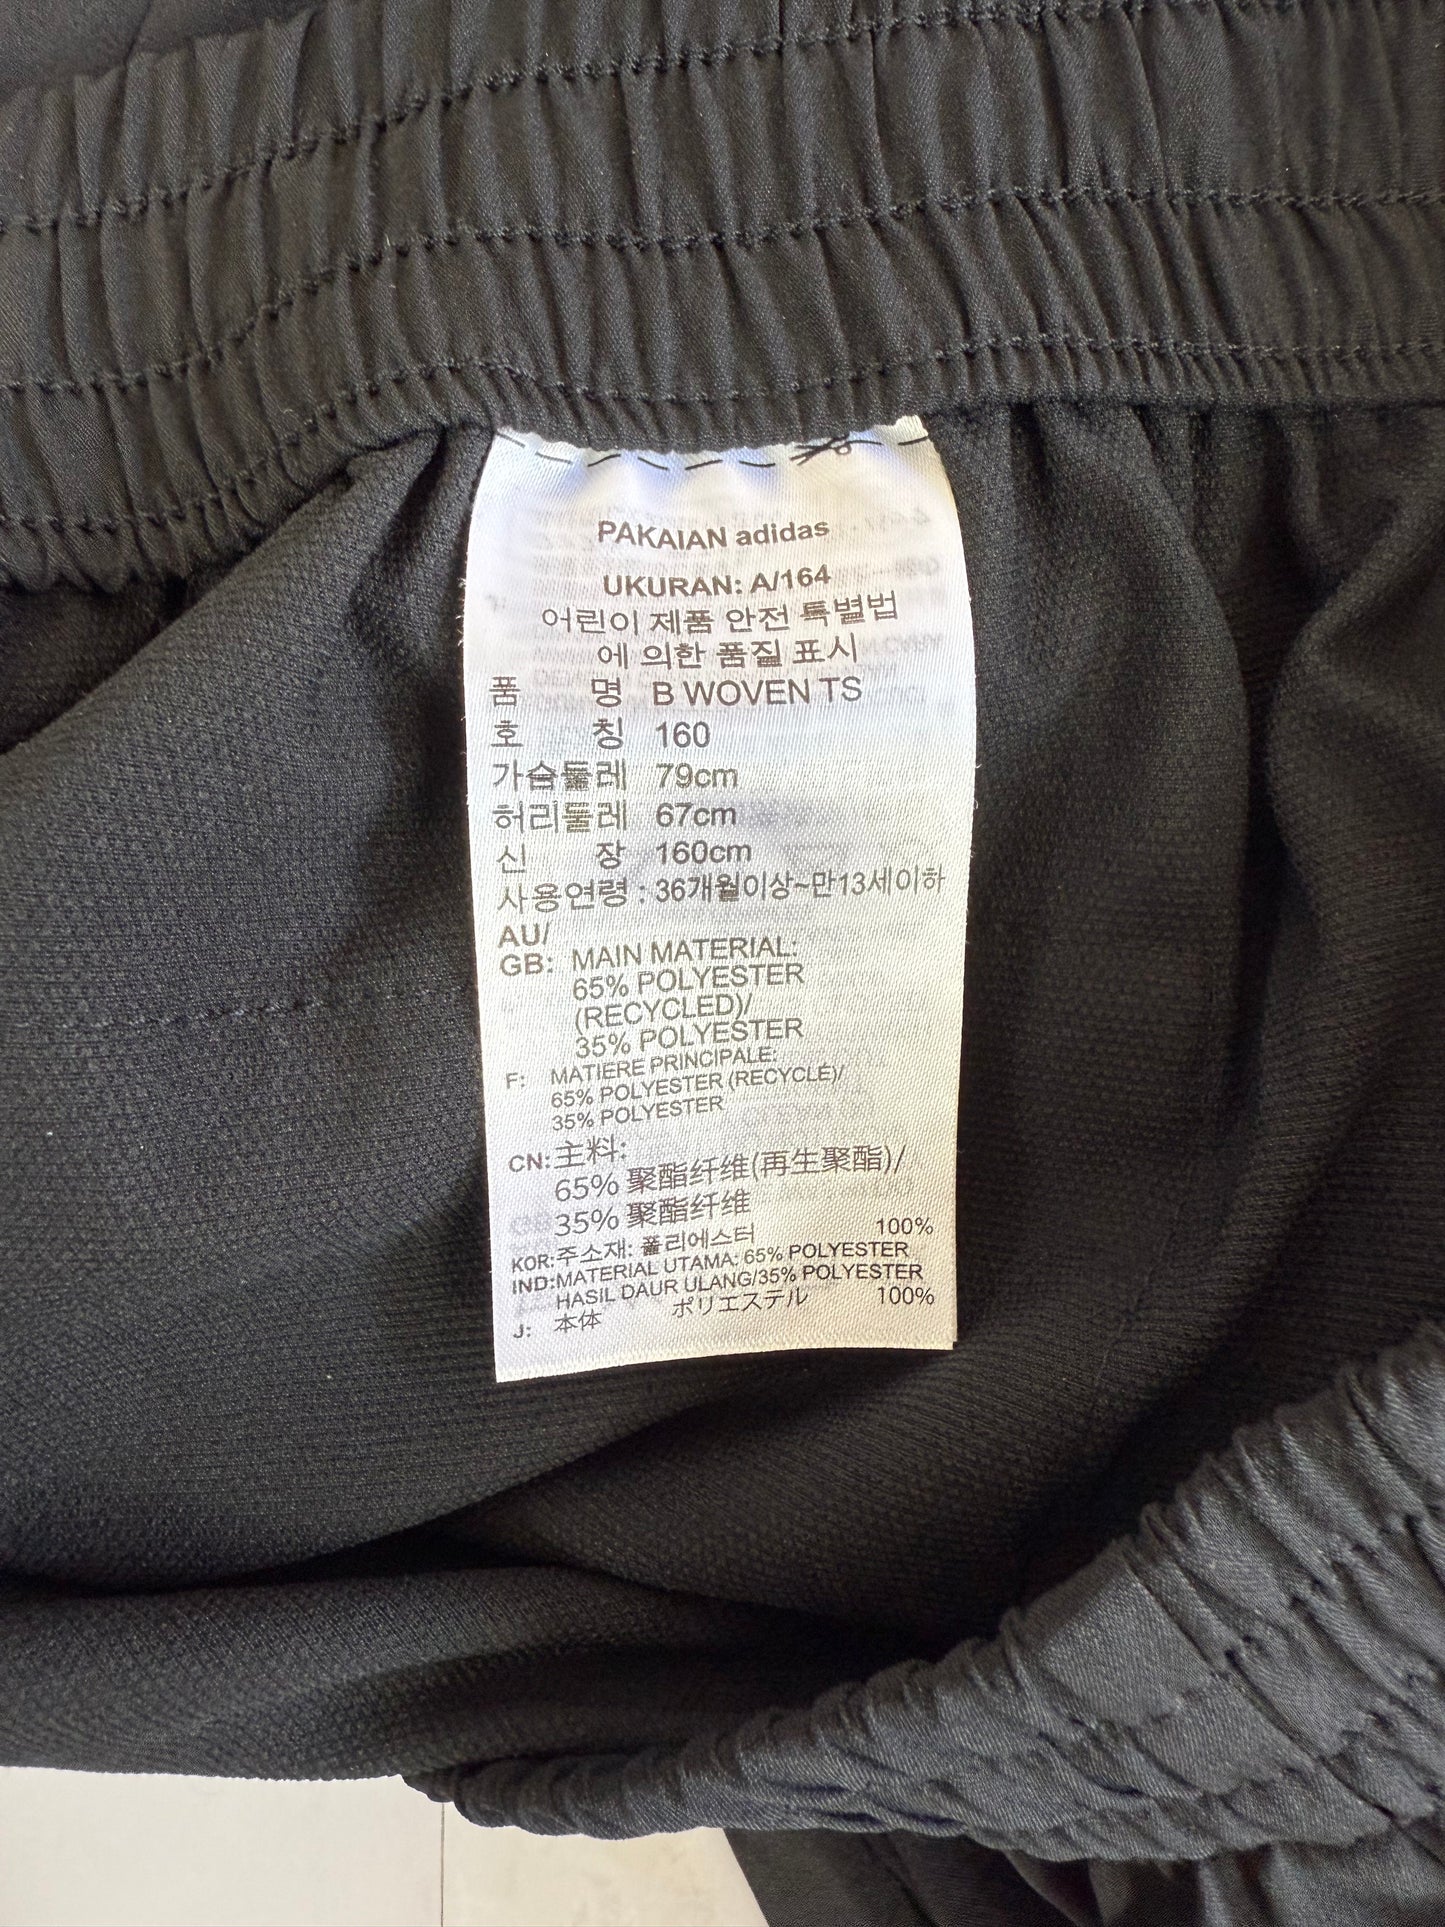 PAKAIAN adidas
UKURAN: A/164
어린이 제품 안전 특별법
에 의한 품질 표시
품 명 B WOVEN TS
호 칭 160
가슴둘레 79cm
허리둘레 67cm
신 장 160cm
사용연령 : 36개월이상~만13세이하
AU/
GB: MAIN MATERIAL:
65% POLYESTER
(RECYCLED)/
35% POLYESTER
F: MATIERE PRINCIPALE:
65% POLYESTER (RECYCLÉ)/
35% POLYESTER
CN: 主料:
65% 聚酯纤维(再生聚酯)/
35% 聚酯纤维
KOR: 주소재: 폴리에스터 100%
IND: MATERIAL UTAMA: 65% POLYESTER
HASIL DAUR ULANG/35% POLYESTER
J: 本体 ポリエステル 100%